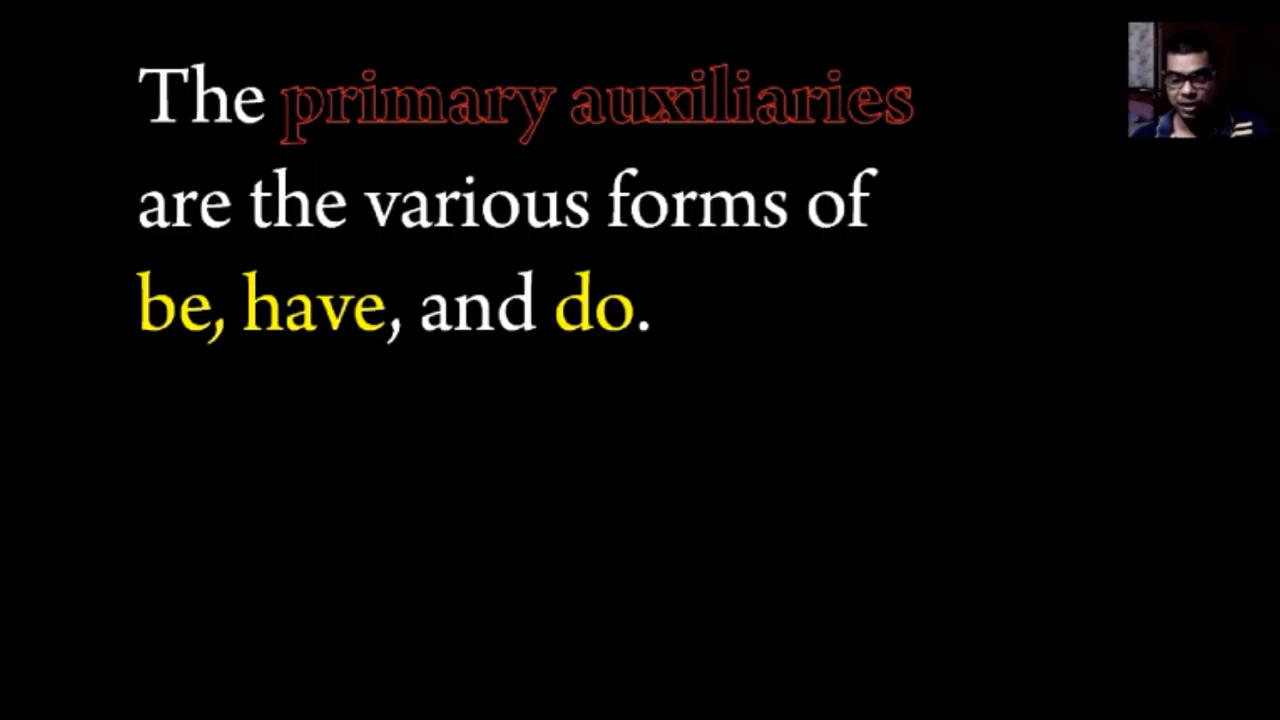 The primary auxiliaries
are the various forms of
be, have, and do.